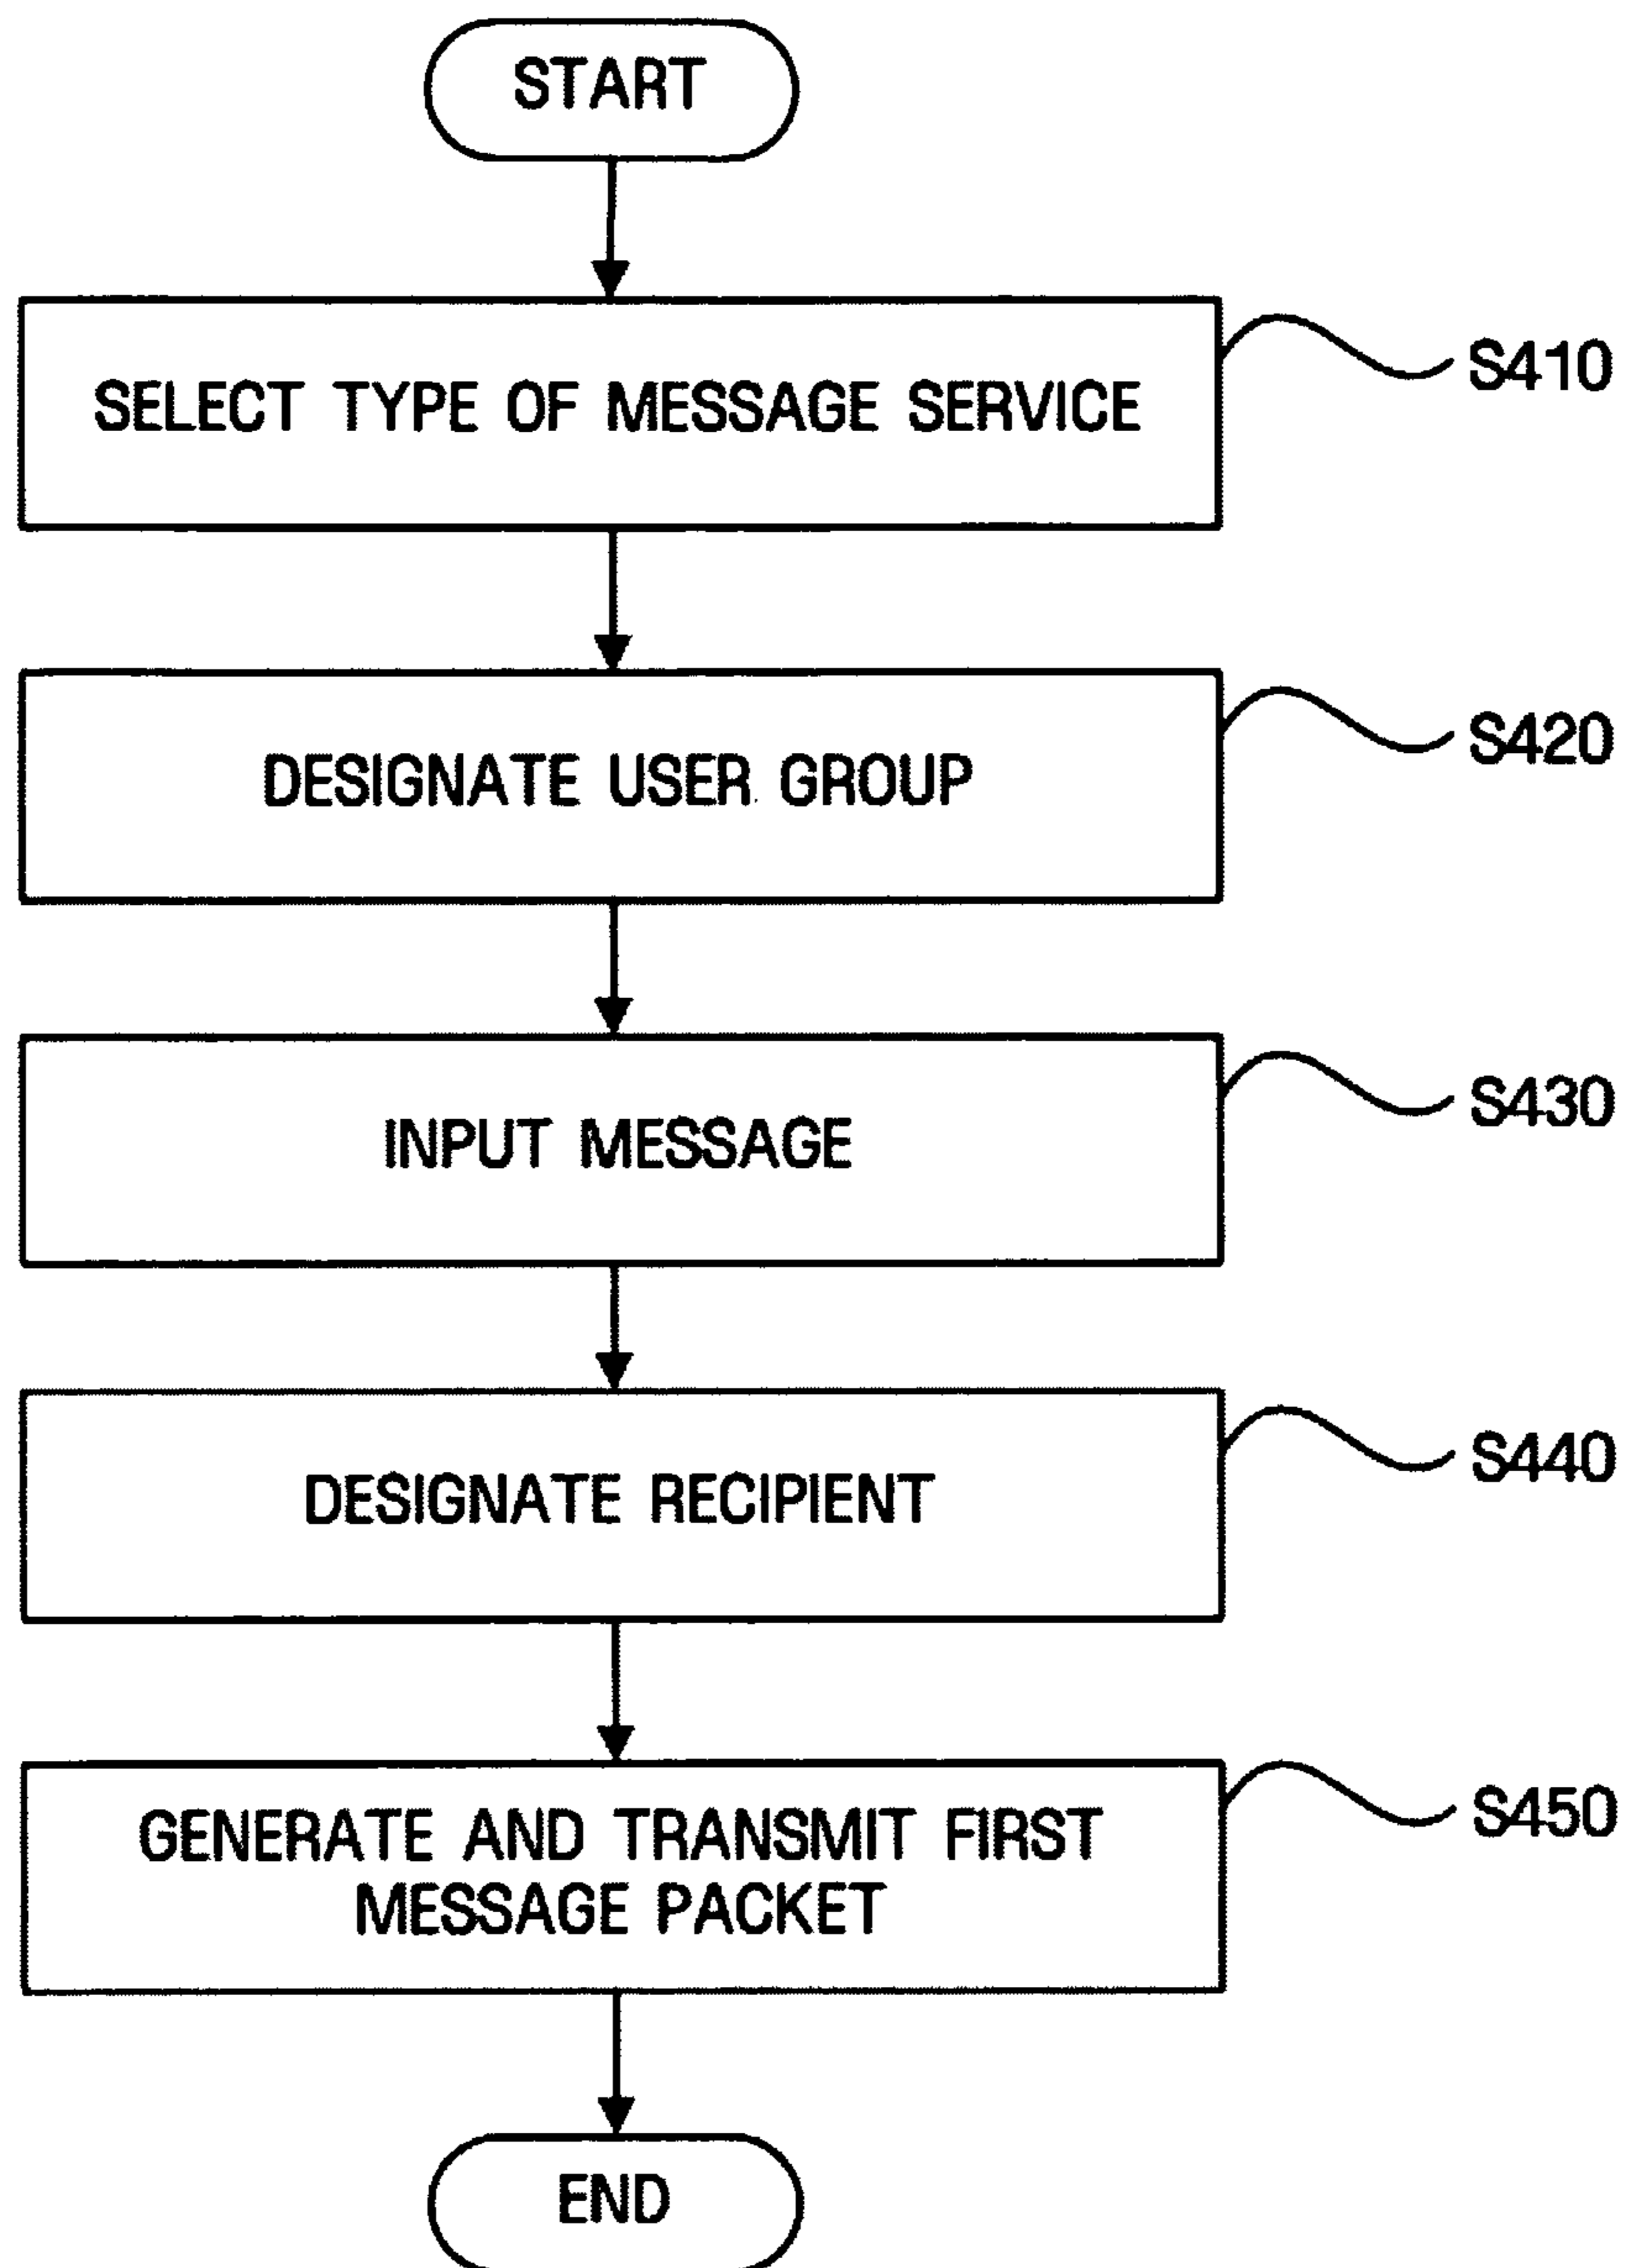 START
SELECT TYPE OF MESSAGE SERVICE
S410
DESIGNATE USER GROUP
S420
INPUT MESSAGE
S430
DESIGNATE RECIPIENT
S440
GENERATE AND TRANSMIT FIRST
MESSAGE PACKET
S450
END